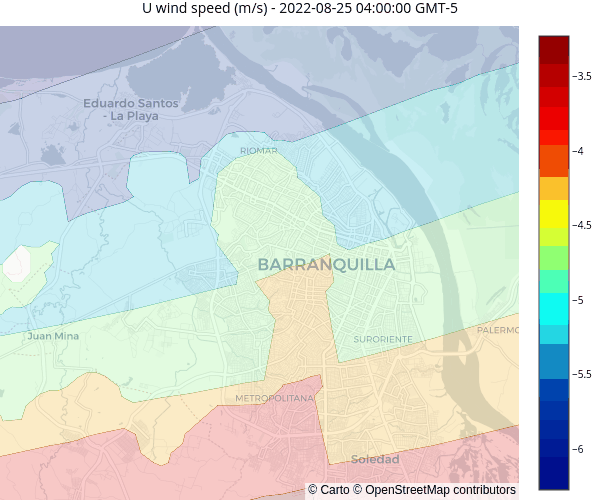 U wind speed (m/s) - 2022-08-25 04:00:00 GMT-5
Eduardo Santos
- La Playa
RIOMAR
BARRANQUILLA
Juan Mina
SURORIENTE
PALERMO
METROPOLITANA
Soledad
© Carto © OpenStreetMap contributors
−3.5
−4
−4.5
−5
−5.5
−6